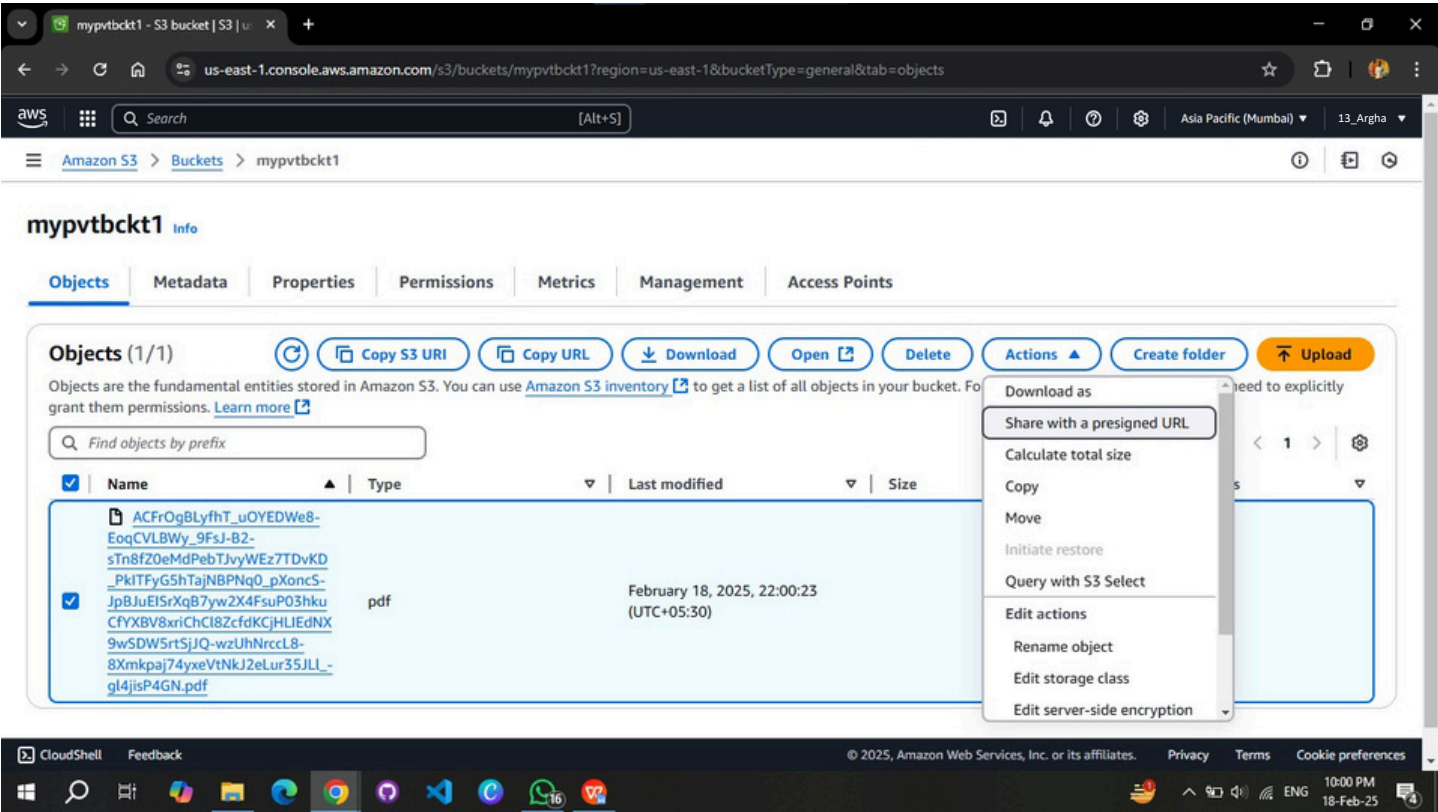 mypvtbckt1 - S3 bucket | S3 | u
us-east-1.console.aws.amazon.com/s3/buckets/mypvtbckt1?region=us-east-1&bucketType=general&tab=objects
aws
Search
[Alt+S]
Asia Pacific (Mumbai)
13_Argha
Amazon S3 > Buckets > mypvtbckt1
mypvtbckt1 Info
Objects Metadata Properties Permissions Metrics Management Access Points
Objects (1/1)
Copy S3 URI
Copy URL
Download
Open
Delete
Actions
Create folder
Upload
Objects are the fundamental entities stored in Amazon S3. You can use Amazon S3 inventory to get a list of all objects in your bucket. Fo
need to explicitly
grant them permissions. Learn more
Find objects by prefix
1
Name Type Last modified Size
s
ACFrOgBLyfhT_uOYEDWe8-
EoqCVLBWy_9FsJ-B2-
sTn8fZ0eMdPebTJvyWEz7TDvKD
_PkITFyG5hTajNBPNq0_pXoncS-
JpBJuEISrXqB7yw2X4FsuP03hku
CfYXBV8xriChCl8ZcfdKCjHLIEdNX
9wSDW5rtSjJQ-wzUhNrccL8-
8Xmkpaj74yxeVtNkJ2eLur35JLl_-
gl4jisP4GN.pdf
pdf
February 18, 2025, 22:00:23
(UTC+05:30)
Download as
Share with a presigned URL
Calculate total size
Copy
Move
Initiate restore
Query with S3 Select
Edit actions
Rename object
Edit storage class
Edit server-side encryption
CloudShell Feedback
© 2025, Amazon Web Services, Inc. or its affiliates. Privacy Terms Cookie preferences
16
ENG
10:00 PM
18-Feb-25
4